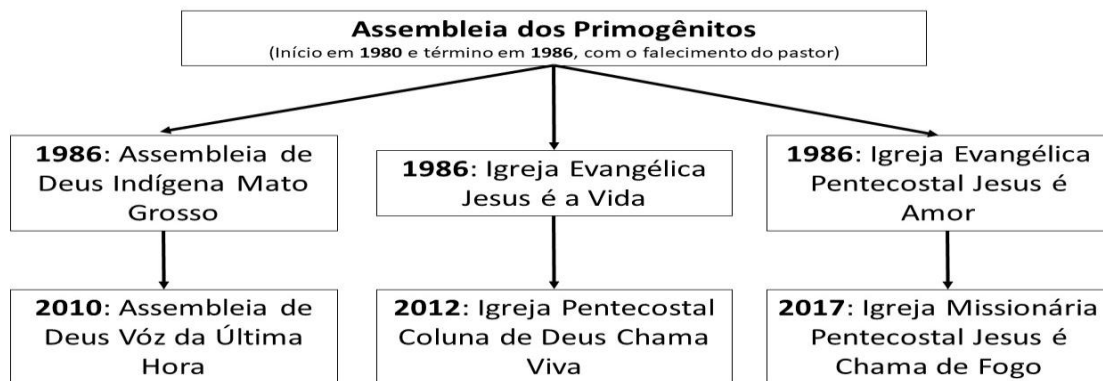 Assembleia dos Primogênitos
(Início em 1980 e término em 1986, com o falecimento do pastor)
1986: Assembleia de
Deus Indígena Mato
Grosso
1986: Igreja Evangélica
Jesus é a Vida
1986: Igreja Evangélica
Pentecostal Jesus é
Amor
2010: Assembleia de
Deus Vóz da Última
Hora
2012: Igreja Pentecostal
Coluna de Deus Chama
Viva
2017: Igreja Missionária
Pentecostal Jesus é
Chama de Fogo